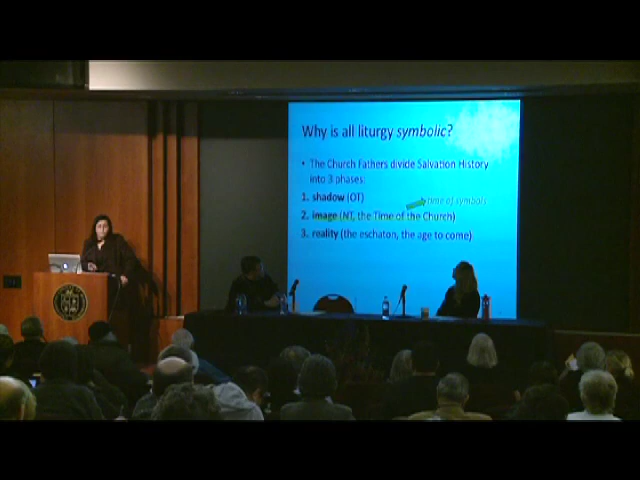 Why is all liturgy symbolic?
• The Church Fathers divide Salvation History
into 3 phases:
1. shadow (OT)
time of symbols
2. image (NT, the Time of the Church)
3. reality (the eschaton, the age to come)